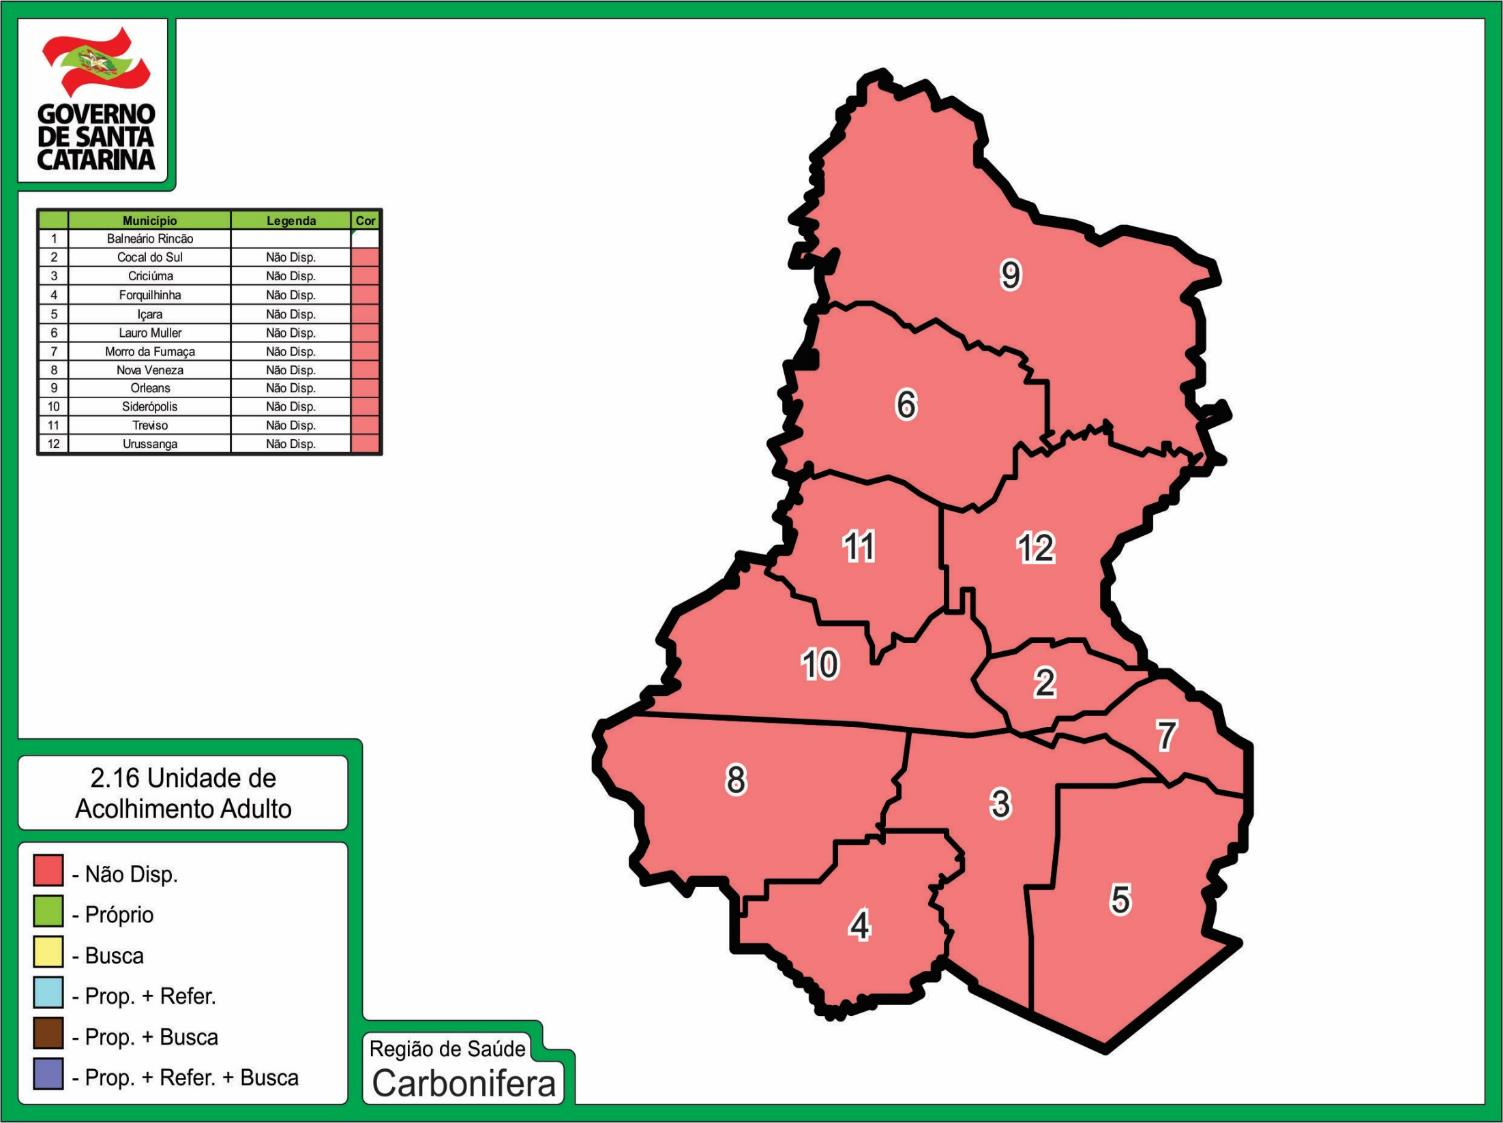 GOVERNO
DE SANTA
CATARINA
Município Legenda Cor
1 Balneário Rincão
2 Cocal do Sul Não Disp.
3 Criciúma Não Disp.
4 Forquilhinha Não Disp.
5 Içara Não Disp.
6 Lauro Muller Não Disp.
7 Morro da Fumaça Não Disp.
8 Nova Veneza Não Disp.
9 Orleans Não Disp.
10 Siderópolis Não Disp.
11 Treviso Não Disp.
12 Urussanga Não Disp.
9
6
11
12
10
2
7
8
3
5
4
2.16 Unidade de
Acolhimento Adulto
- Não Disp.
- Próprio
- Busca
- Prop. + Refer.
- Prop. + Busca
- Prop. + Refer. + Busca
Região de Saúde
Carbonifera